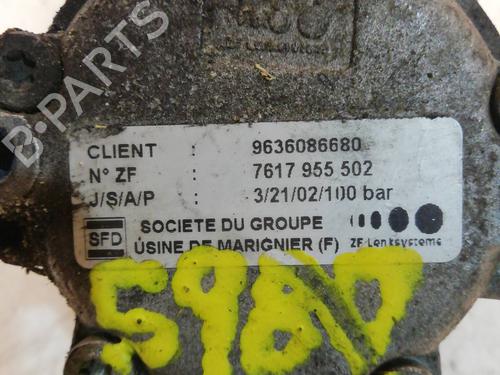 CLIENT : 9636086680
N° ZF : 7617 955 502
J/S/A/P : 3/21/02/100 bar
SFD SOCIETE DU GROUPE
USINE DE MARIGNIER (F) ZF-Lenksysteme
B-PARTS